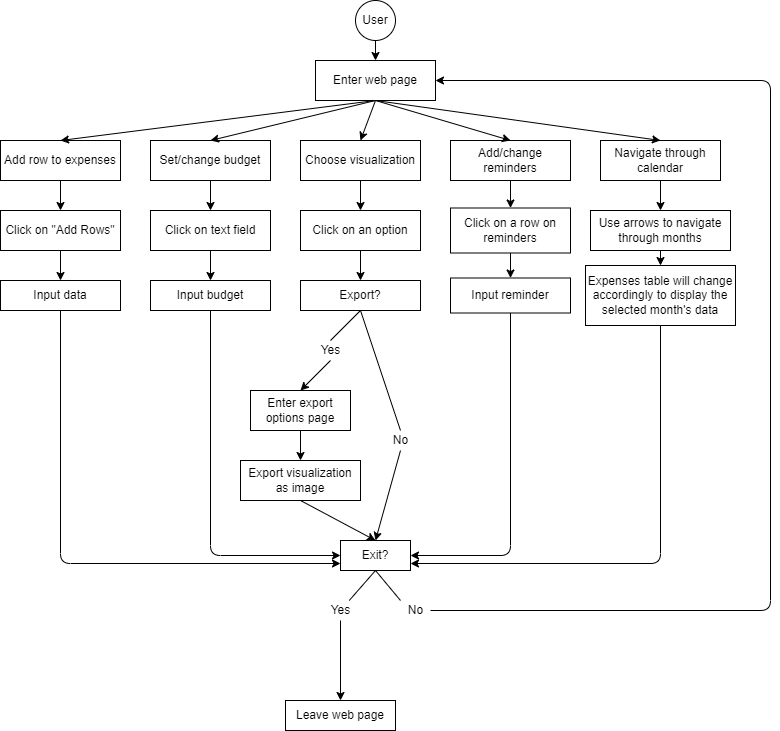 User
Enter web page
Add row to expenses
Set/change budget
Choose visualization
Add/change
reminders
Navigate through
calendar
Click on "Add Rows"
Click on text field
Click on an option
Click on a row on
reminders
Use arrows to navigate
through months
Input data
Input budget
Export?
Input reminder
Expenses table will change
accordingly to display the
selected month's data
Yes
Enter export
options page
No
Export visualization
as image
Exit?
Yes
No
Leave web page